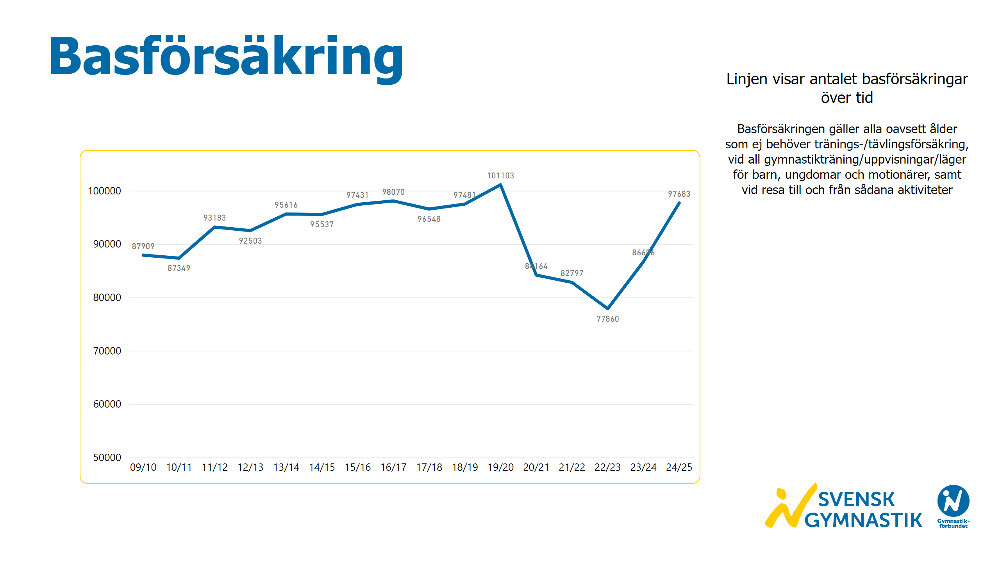 Basförsäkring
Linjen visar antalet basförsäkringar
över tid
Basförsäkringen gäller alla oavsett ålder
som ej behöver tränings-/tävlingsförsäkring,
vid all gymnastikträning/uppvisningar/läger
för barn, ungdomar och motionärer, samt
vid resa till och från sådana aktiviteter
100000
90000
80000
70000
60000
50000
87909
87349
93183
92503
95616
95537
97431
98070
96548
97481
101103
84164
82797
77860
86686
97683
09/10 10/11 11/12 12/13 13/14 14/15 15/16 16/17 17/18 18/19 19/20 20/21 21/22 22/23 23/24 24/25
SVENSK
GYMNASTIK
Gymnastik-
förbundet